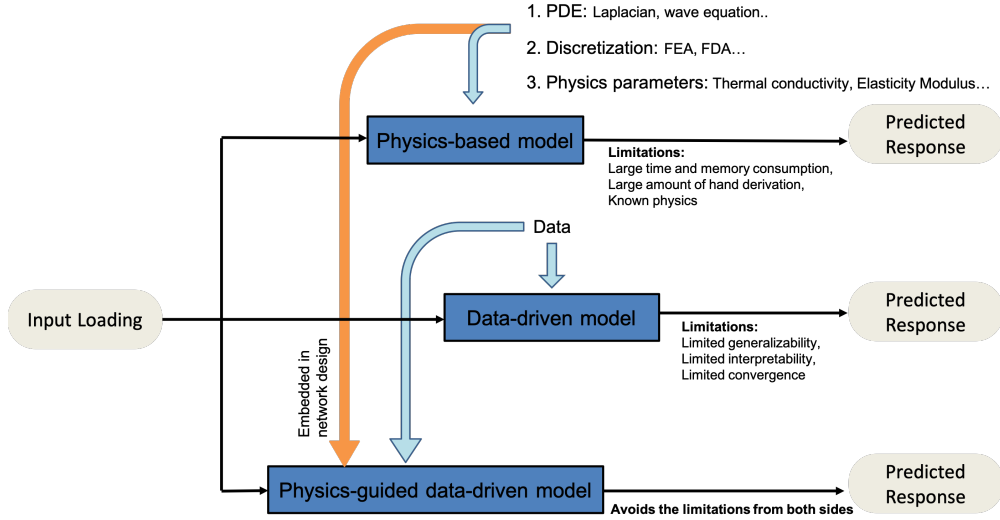 1. PDE: Laplacian, wave equation..
2. Discretization: FEA, FDA…
3. Physics parameters: Thermal conductivity, Elasticity Modulus…
Physics-based model
Limitations:
Large time and memory consumption,
Large amount of hand derivation,
Known physics
Predicted
Response
Data
Input Loading
Data-driven model
Limitations:
Limited generalizability,
Limited interpretability,
Limited convergence
Predicted
Response
Embedded in
network design
Physics-guided data-driven model
Avoids the limitations from both sides
Predicted
Response